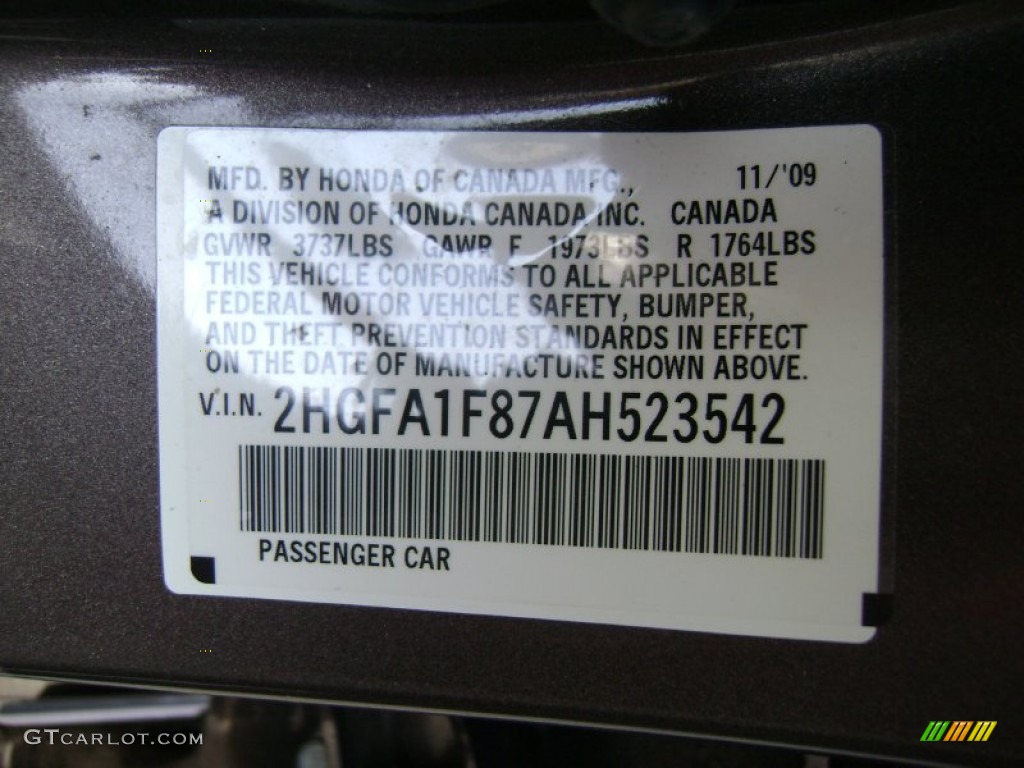 MFD. BY HONDA OF CANADA MFG., 11/'09
A DIVISION OF HONDA CANADA INC. CANADA
GVWR 3737LBS GAWR F 1973LBS R 1764LBS
THIS VEHICLE CONFORMS TO ALL APPLICABLE
FEDERAL MOTOR VEHICLE SAFETY, BUMPER,
AND THEFT PREVENTION STANDARDS IN EFFECT
ON THE DATE OF MANUFACTURE SHOWN ABOVE.
V.I.N. 2HGFA1F87AH523542
PASSENGER CAR
GTCARLOT.COM